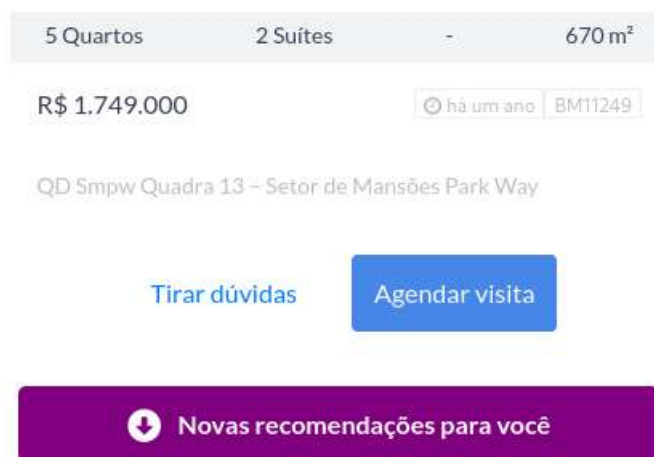 5 Quartos 2 Suítes - 670 m²
R$ 1.749.000 há um ano BM11249
QD Smpw Quadra 13 – Setor de Mansões Park Way
Tirar dúvidas Agendar visita
Novas recomendações para você